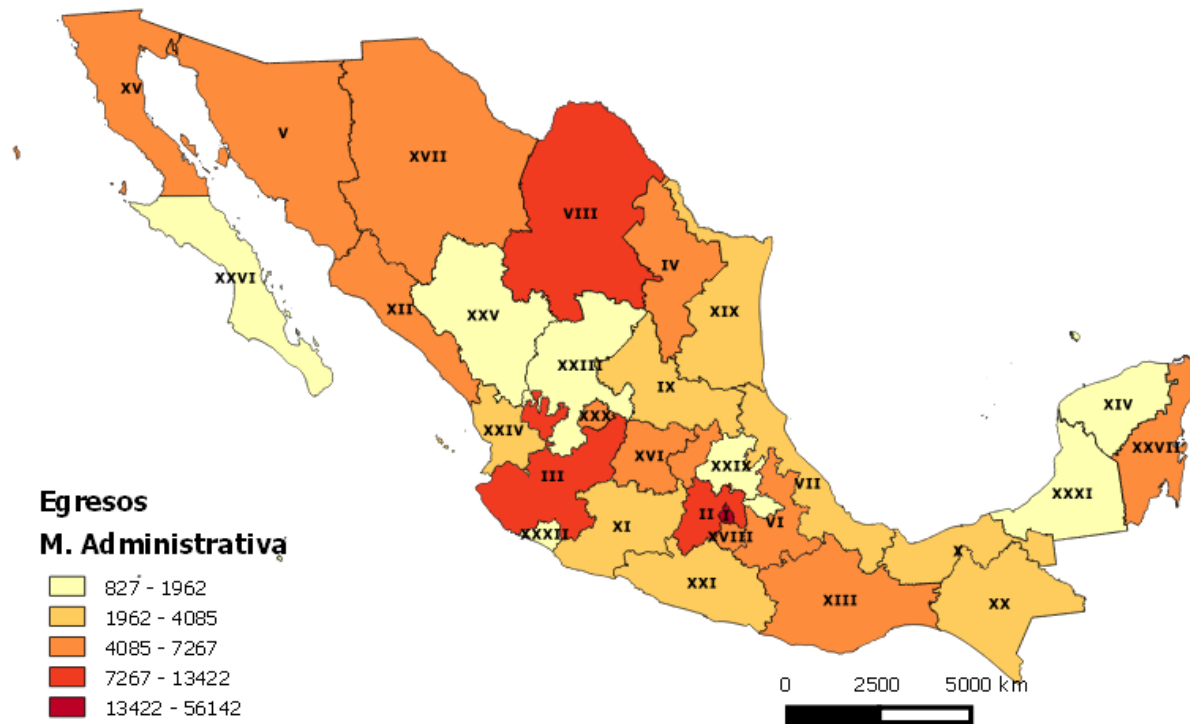 XV
V
XVII
VIII
IV
XXVI
XII
XXV
XIX
XXIII
IX
XXIV
XXX
XIV
III
XVI
XXIX
XXVII
VII
XXXI
XXXII
XI
II
I
VI
XVIII
X
XXI
XIII
XX
Egresos
M. Administrativa
827 - 1962
1962 - 4085
4085 - 7267
7267 - 13422
13422 - 56142
0 2500 5000 km